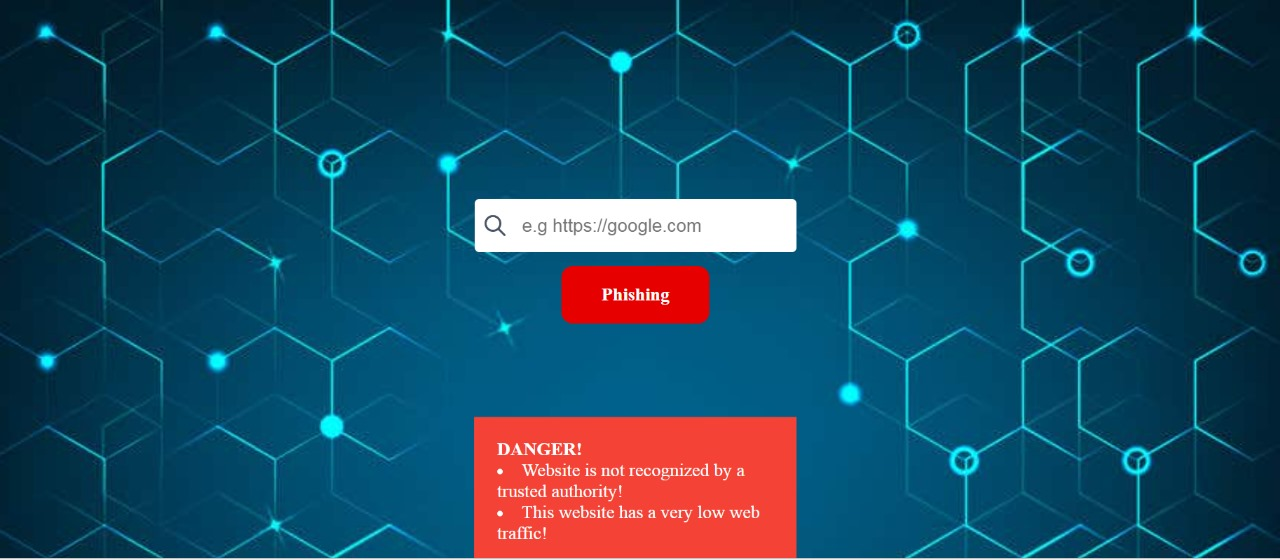 e.g https://google.com
Phishing
DANGER!
• Website is not recognized by a
trusted authority!
• This website has a very low web
traffic!